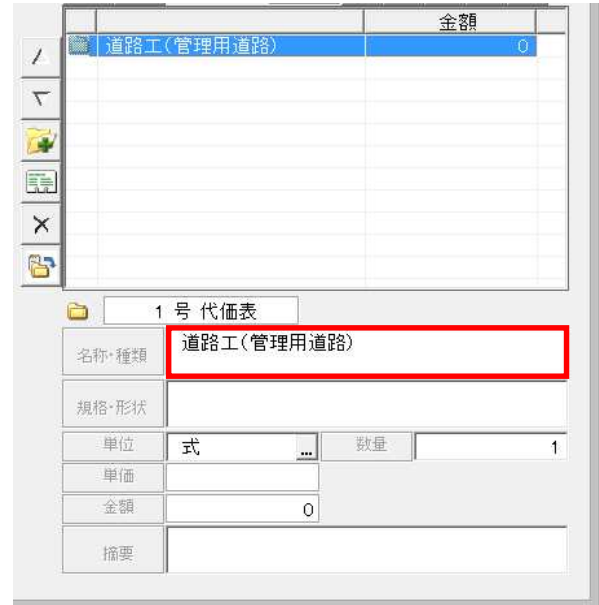 金額
道路工(管理用道路) 0
1 号 代価表
名称・種類 道路工(管理用道路)
規格・形状
単位 式 ... 数量 1
単価
金額 0
摘要